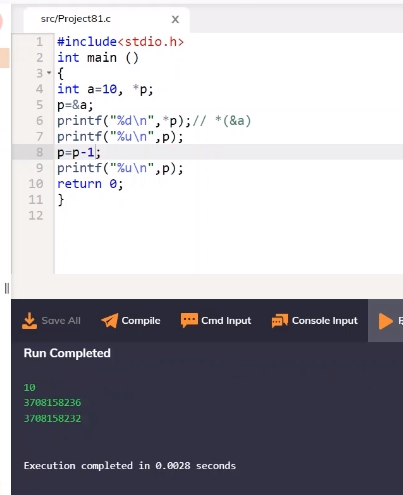 src/Project81.c x
1 #include<stdio.h>
2 int main ()
3 {
4 int a=10, *p;
5 p=&a;
6 printf("%d\n",*p);// *(&a)
7 printf("%u\n",p);
8 p=p-1;
9 printf("%u\n",p);
10 return 0;
11 }
12
Save All Compile Cmd Input Console Input
Run Completed
10
3708158236
3708158232
Execution completed in 0.0028 seconds